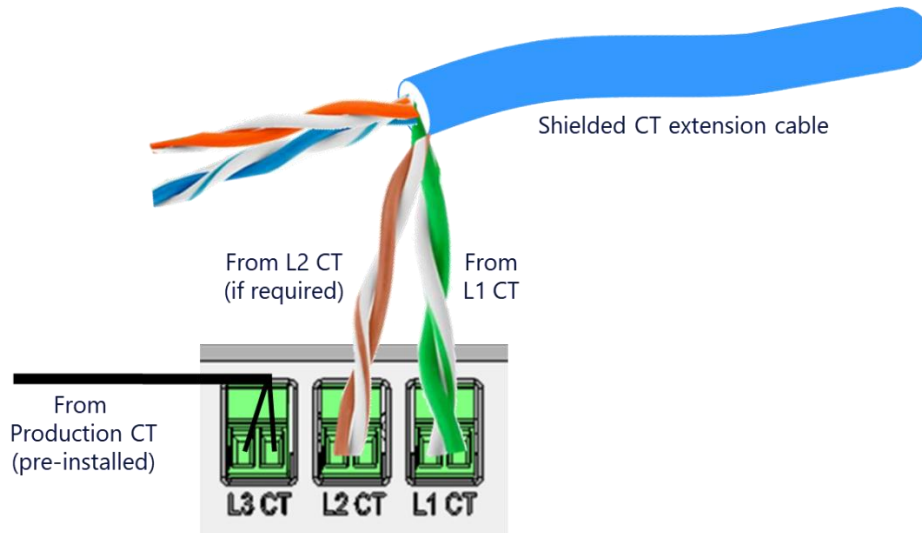 Shielded CT extension cable
From L2 CT
(if required)
From
L1 CT
From
Production CT
(pre-installed)
L3 CT
L2 CT
L1 CT